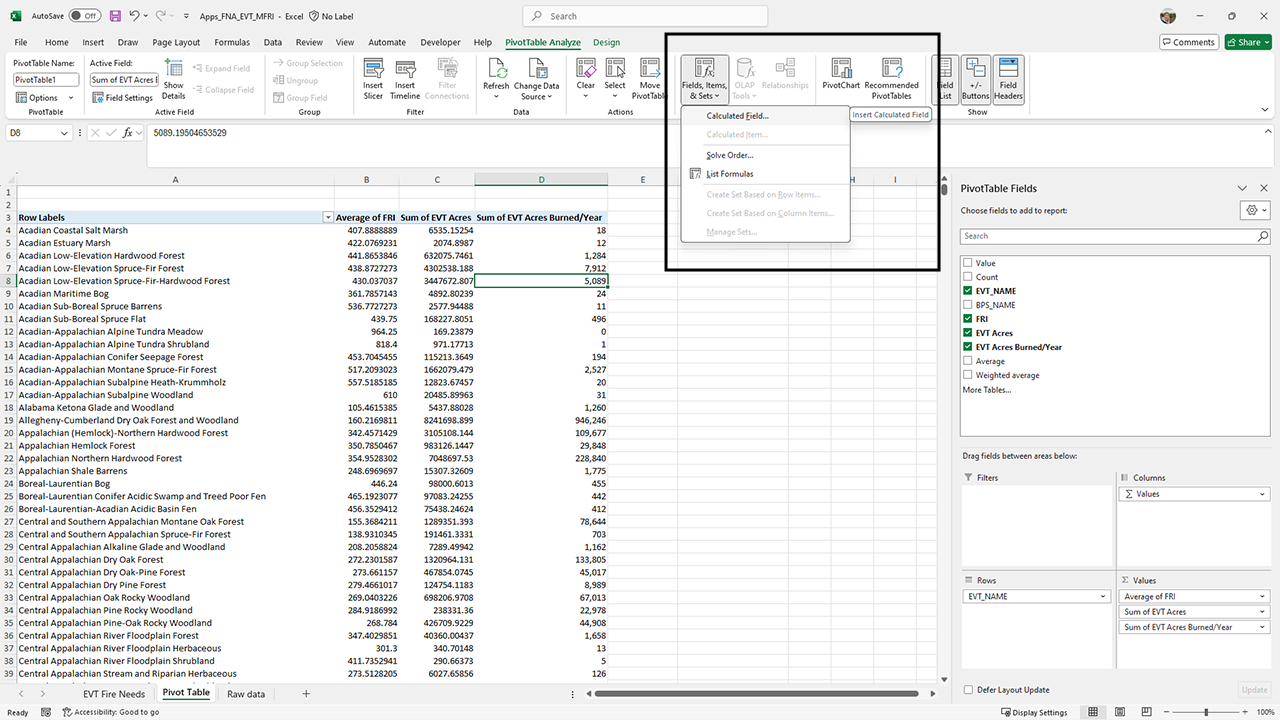 AutoSave Off Apps_FNA_EVT_MFRI - Excel No Label Search
File Home Insert Draw Page Layout Formulas Data Review View Automate Developer Help PivotTable Analyze Design Comments Share
PivotTable Name:
PivotTable1
Options
PivotTable
Active Field:
Sum of EVT Acres
Field Settings
Show Details
Expand Field
Collapse Field
Active Field
Group Selection
Ungroup
Group Field
Group
Insert Slicer
Insert Timeline
Filter Connections
Filter
Refresh
Change Data Source
Data
Clear
Select
Move PivotTable
Actions
Fields, Items, & Sets
OLAP Tools
Relationships
PivotChart
Recommended PivotTables
Field List
+/- Buttons
Field Headers
Show
Calculated Field...
Calculated Item...
Solve Order...
List Formulas
Create Set Based on Row Items...
Create Set Based on Column Items...
Manage Sets...
Insert Calculated Field
D8 fx 5089.19504653529
A B C D E H I
1
2
3 Row Labels Average of FRI Sum of EVT Acres Sum of EVT Acres Burned/Year
4 Acadian Coastal Salt Marsh 407.8888889 6535.15254 18
5 Acadian Estuary Marsh 422.0769231 2074.8987 12
6 Acadian Low-Elevation Hardwood Forest 441.8653846 632075.7461 1,284
7 Acadian Low-Elevation Spruce-Fir Forest 438.8727273 4302538.188 7,912
8 Acadian Low-Elevation Spruce-Fir-Hardwood Forest 430.037037 3447672.807 5,089
9 Acadian Maritime Bog 361.7857143 4892.80239 24
10 Acadian Sub-Boreal Spruce Barrens 536.7727273 2577.94488 11
11 Acadian Sub-Boreal Spruce Flat 439.75 168227.8051 496
12 Acadian-Appalachian Alpine Tundra Meadow 964.25 169.23879 0
13 Acadian-Appalachian Alpine Tundra Shrubland 818.4 971.17713 1
14 Acadian-Appalachian Conifer Seepage Forest 453.7045455 115213.3649 194
15 Acadian-Appalachian Montane Spruce-Fir Forest 517.2093023 1662079.479 2,527
16 Acadian-Appalachian Subalpine Heath-Krummholz 557.5185185 12823.67457 20
17 Acadian-Appalachian Subalpine Woodland 610 20485.89963 31
18 Alabama Ketona Glade and Woodland 105.4615385 5437.88028 1,260
19 Allegheny-Cumberland Dry Oak Forest and Woodland 160.2169811 8241698.899 946,246
20 Appalachian (Hemlock)-Northern Hardwood Forest 342.4571429 3105108.144 109,677
21 Appalachian Hemlock Forest 350.7850467 983126.1447 29,848
22 Appalachian Northern Hardwood Forest 354.9528302 7048697.53 228,840
23 Appalachian Shale Barrens 248.6969697 15307.32609 1,775
24 Boreal-Laurentian Bog 446.24 98000.6013 455
25 Boreal-Laurentian Conifer Acidic Swamp and Treed Poor Fen 465.1923077 97083.24255 442
26 Boreal-Laurentian-Acadian Acidic Basin Fen 456.3529412 75438.24624 412
27 Central and Southern Appalachian Montane Oak Forest 155.3684211 1289351.393 78,644
28 Central and Southern Appalachian Spruce-Fir Forest 138.9310345 191461.3331 703
29 Central Appalachian Alkaline Glade and Woodland 208.2058824 7289.49942 1,162
30 Central Appalachian Dry Oak Forest 272.2301587 1320964.131 133,805
31 Central Appalachian Dry Oak-Pine Forest 273.661157 467854.0745 45,017
32 Central Appalachian Dry Pine Forest 279.4661017 124754.1183 8,989
33 Central Appalachian Oak Rocky Woodland 269.0403226 698206.9708 67,013
34 Central Appalachian Pine Rocky Woodland 284.9186992 238331.36 22,978
35 Central Appalachian Pine-Oak Rocky Woodland 268.784 426709.9229 44,908
36 Central Appalachian River Floodplain Forest 347.4029851 40360.00437 1,658
37 Central Appalachian River Floodplain Herbaceous 301.3 340.70148 13
38 Central Appalachian River Floodplain Shrubland 411.7352941 290.66373 5
39 Central Appalachian Stream and Riparian Herbaceous 273.5128205 6027.65856 126
PivotTable Fields
Choose fields to add to report:
Search
Value
Count
EVT_NAME
BPS_NAME
FRI
EVT Acres
EVT Acres Burned/Year
Average
Weighted average
More Tables...
Drag fields between areas below:
Filters
Columns
Σ Values
Rows
EVT_NAME
Σ Values
Average of FRI
Sum of EVT Acres
Sum of EVT Acres Burned/Year
Defer Layout Update Update
EVT Fire Needs Pivot Table Raw data
Ready Accessibility: Good to go Display Settings 100%